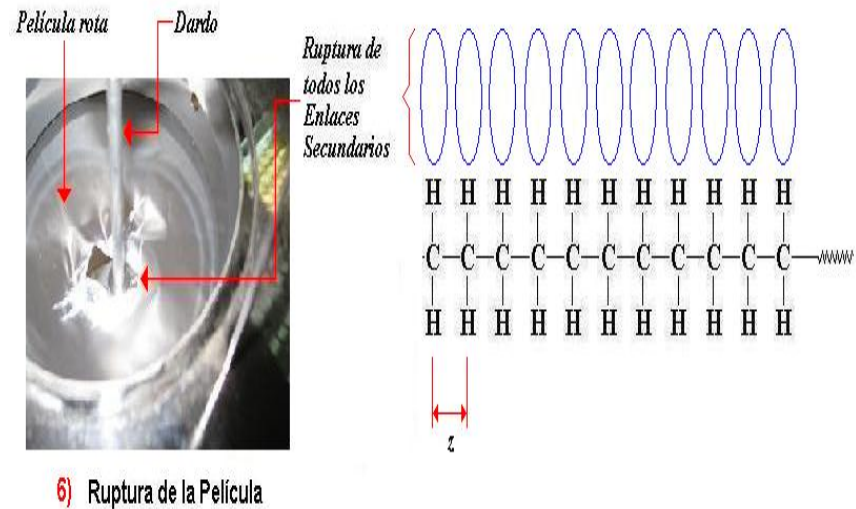 Película rota
Dardo
Ruptura de
todos los
Enlaces
Secundarios
H H H H H H H H H H H
C C C C C C C C C C C
H H H H H H H H H H H
z
6) Ruptura de la Película